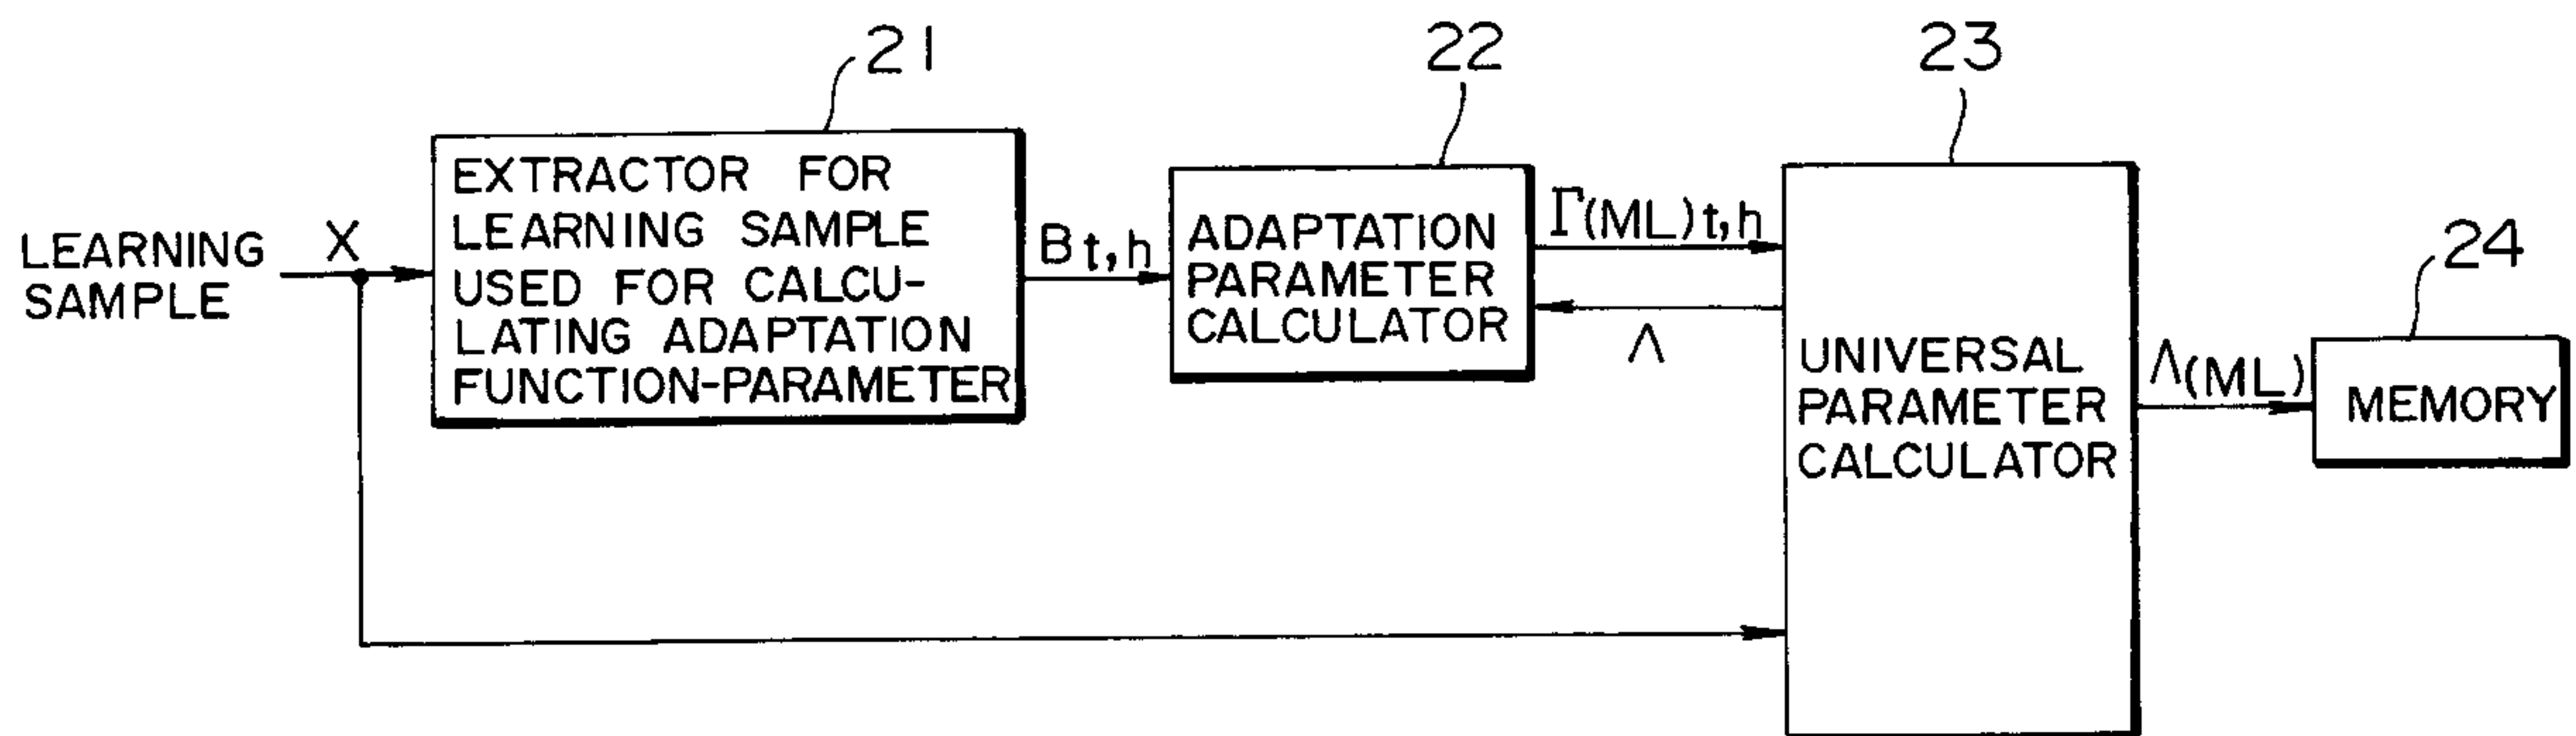 21
22
23
24
LEARNING
SAMPLE
X
EXTRACTOR FOR
LEARNING SAMPLE
USED FOR CALCU-
LATING ADAPTATION
FUNCTION-PARAMETER
Bt,h
ADAPTATION
PARAMETER
CALCULATOR
Γ(ML)t,h
Λ
UNIVERSAL
PARAMETER
CALCULATOR
Λ(ML)
MEMORY